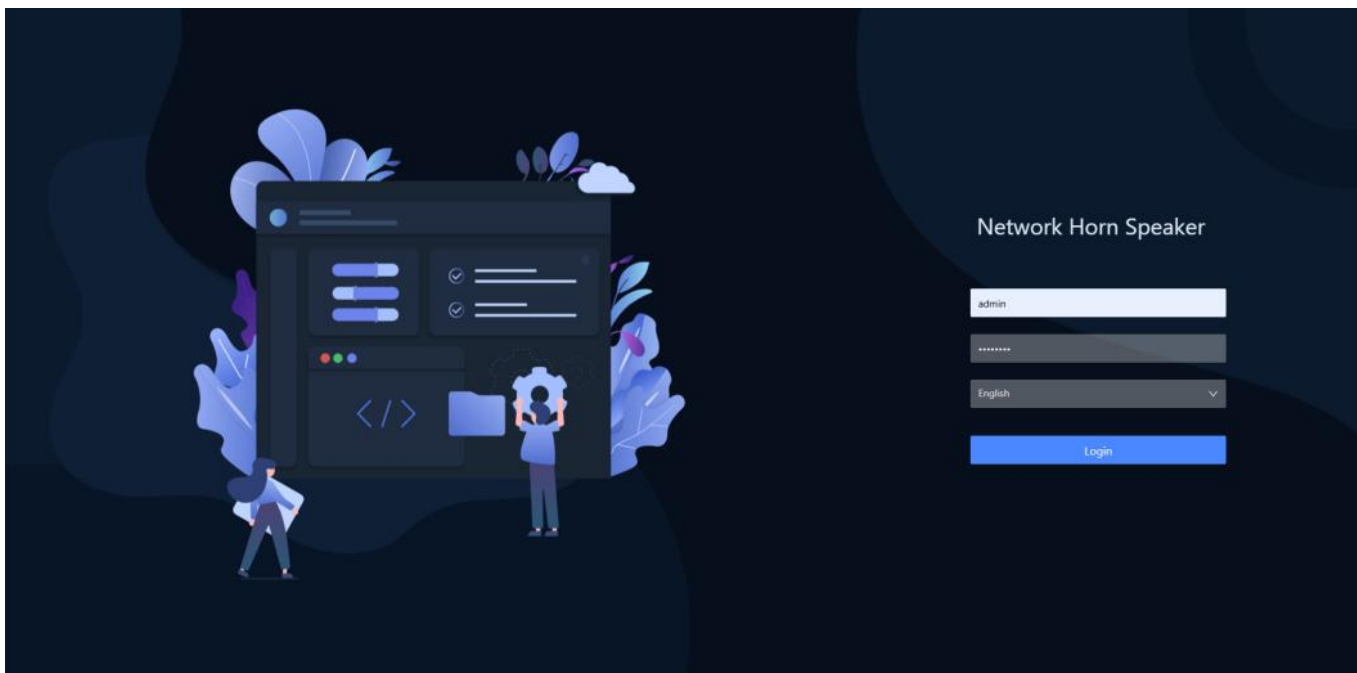 Network Horn Speaker
admin
••••••••
English
Login